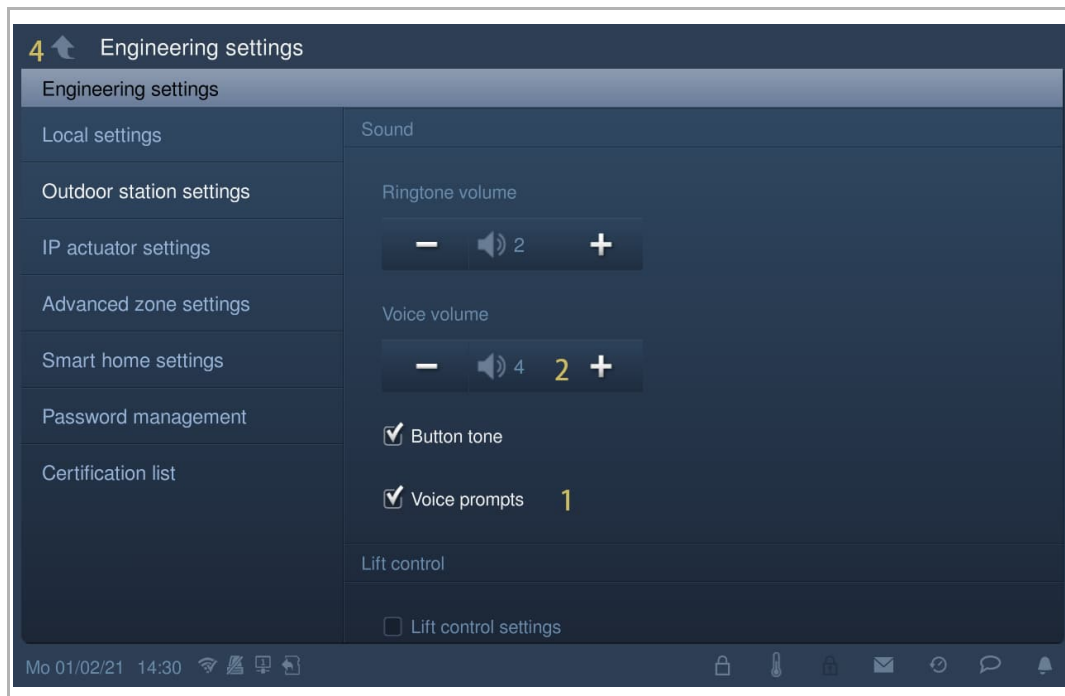 4 Engineering settings
Engineering settings
Local settings
Outdoor station settings
IP actuator settings
Advanced zone settings
Smart home settings
Password management
Certification list
Sound
Ringtone volume
− 2 +
Voice volume
− 4 2 +
Button tone
Voice prompts 1
Lift control
Lift control settings
Mo 01/02/21 14:30